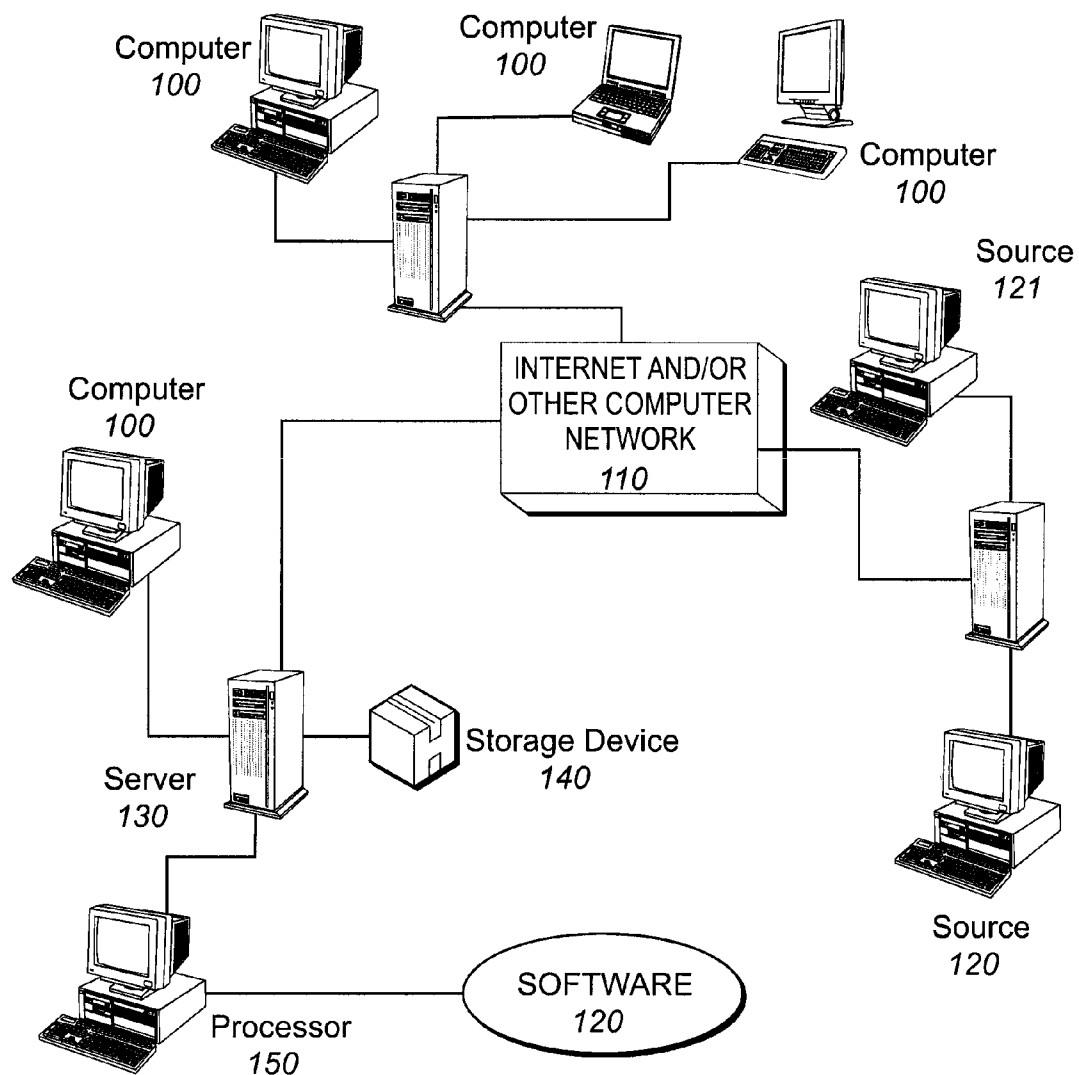 Computer
100
Computer
100
Computer
100
Source
121
INTERNET AND/OR
OTHER COMPUTER
NETWORK
110
Computer
100
Storage Device
140
Server
130
Source
120
SOFTWARE
120
Processor
150